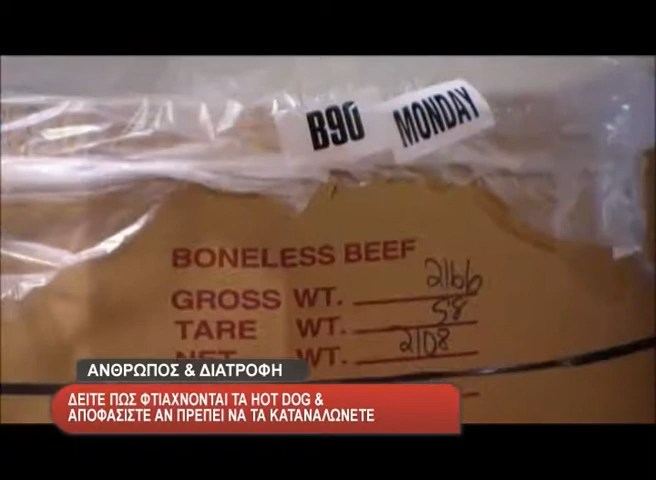 B90 MONDAY
BONELESS BEEF
GROSS WT. 2166
TARE WT. 58
NET WT. 2108
ΑΝΘΡΩΠΟΣ & ΔΙΑΤΡΟΦΗ
ΔΕΙΤΕ ΠΩΣ ΦΤΙΑΧΝΟΝΤΑΙ ΤΑ HOT DOG &
ΑΠΟΦΑΣΙΣΤΕ ΑΝ ΠΡΕΠΕΙ ΝΑ ΤΑ ΚΑΤΑΝΑΛΩΝΕΤΕ